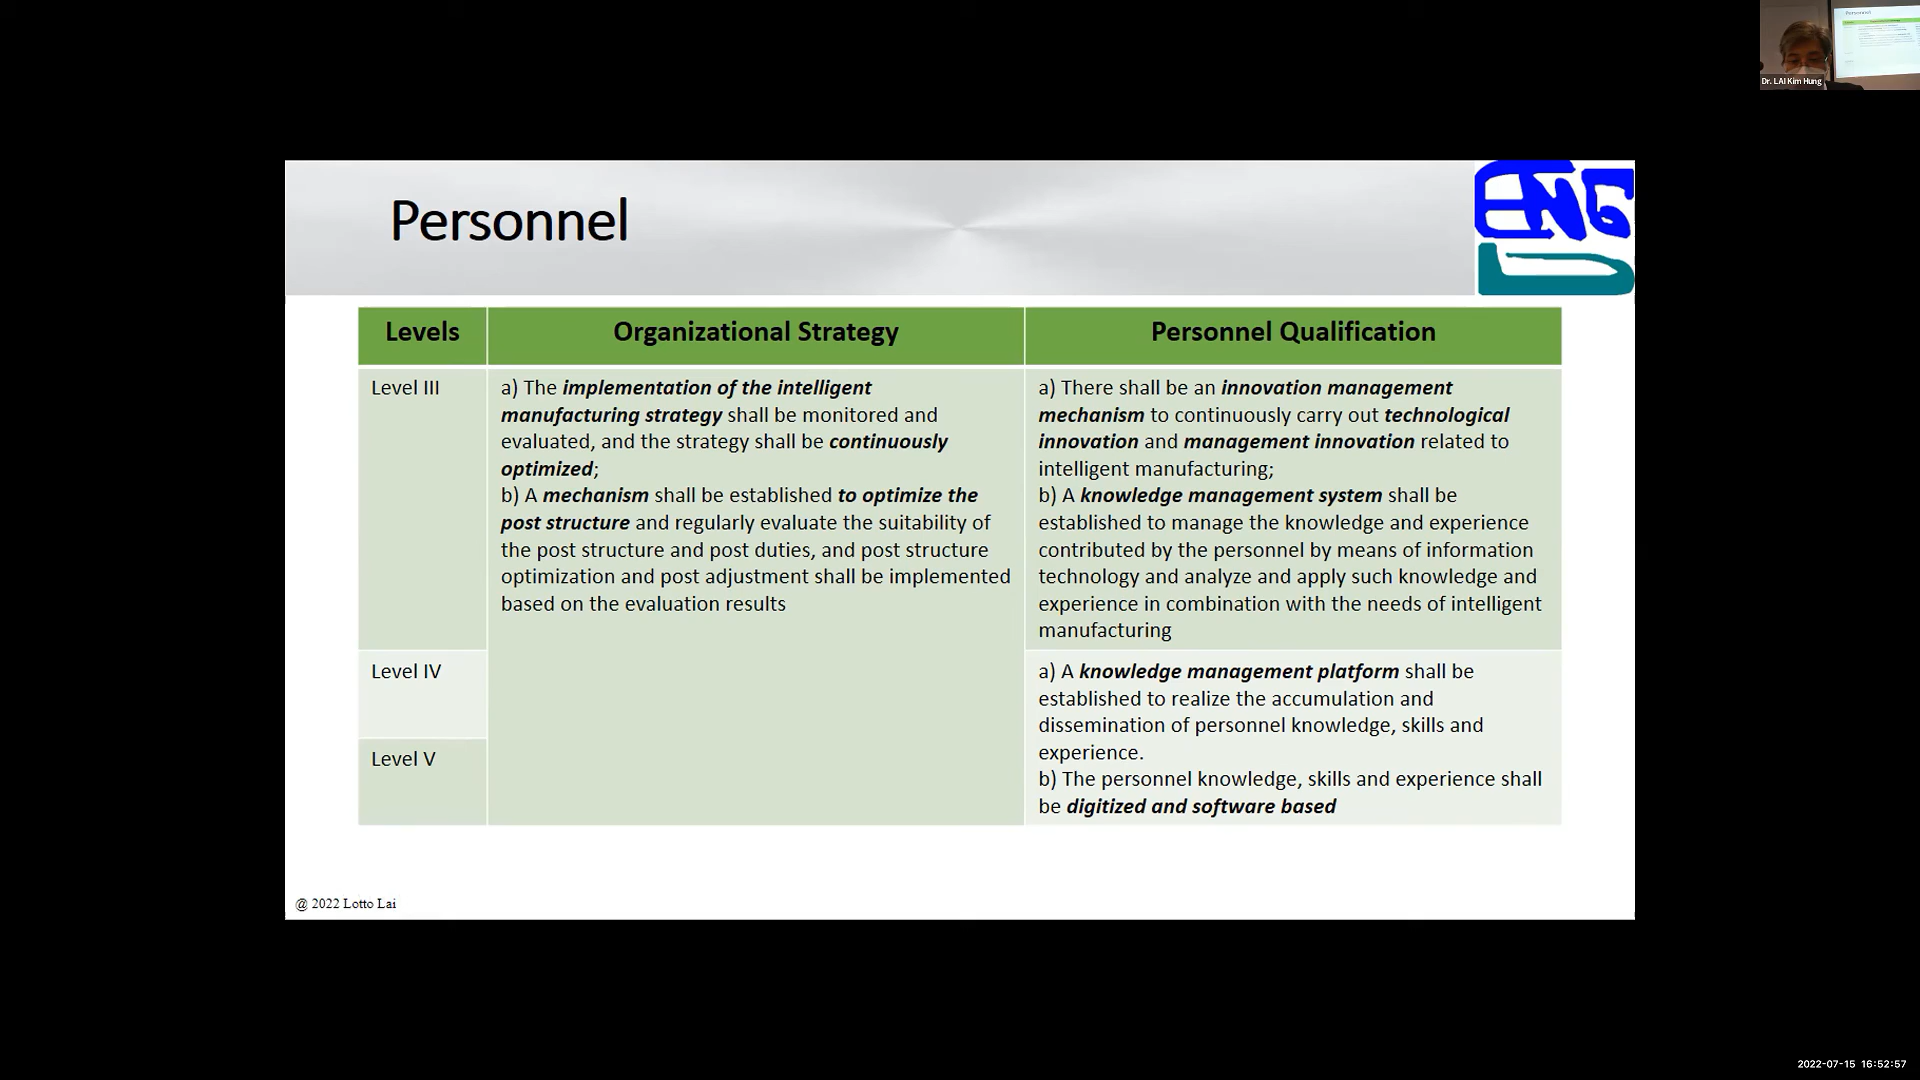 Personnel
Dr. LAI Kim Hung
Personnel
ENG
Levels
Organizational Strategy
Personnel Qualification
Level III
a) The implementation of the intelligent
manufacturing strategy shall be monitored and
evaluated, and the strategy shall be continuously
optimized;
b) A mechanism shall be established to optimize the
post structure and regularly evaluate the suitability of
the post structure and post duties, and post structure
optimization and post adjustment shall be implemented
based on the evaluation results
a) There shall be an innovation management
mechanism to continuously carry out technological
innovation and management innovation related to
intelligent manufacturing;
b) A knowledge management system shall be
established to manage the knowledge and experience
contributed by the personnel by means of information
technology and analyze and apply such knowledge and
experience in combination with the needs of intelligent
manufacturing
Level IV
Level V
a) A knowledge management platform shall be
established to realize the accumulation and
dissemination of personnel knowledge, skills and
experience.
b) The personnel knowledge, skills and experience shall
be digitized and software based
@ 2022 Lotto Lai
2022-07-15 16:52:57